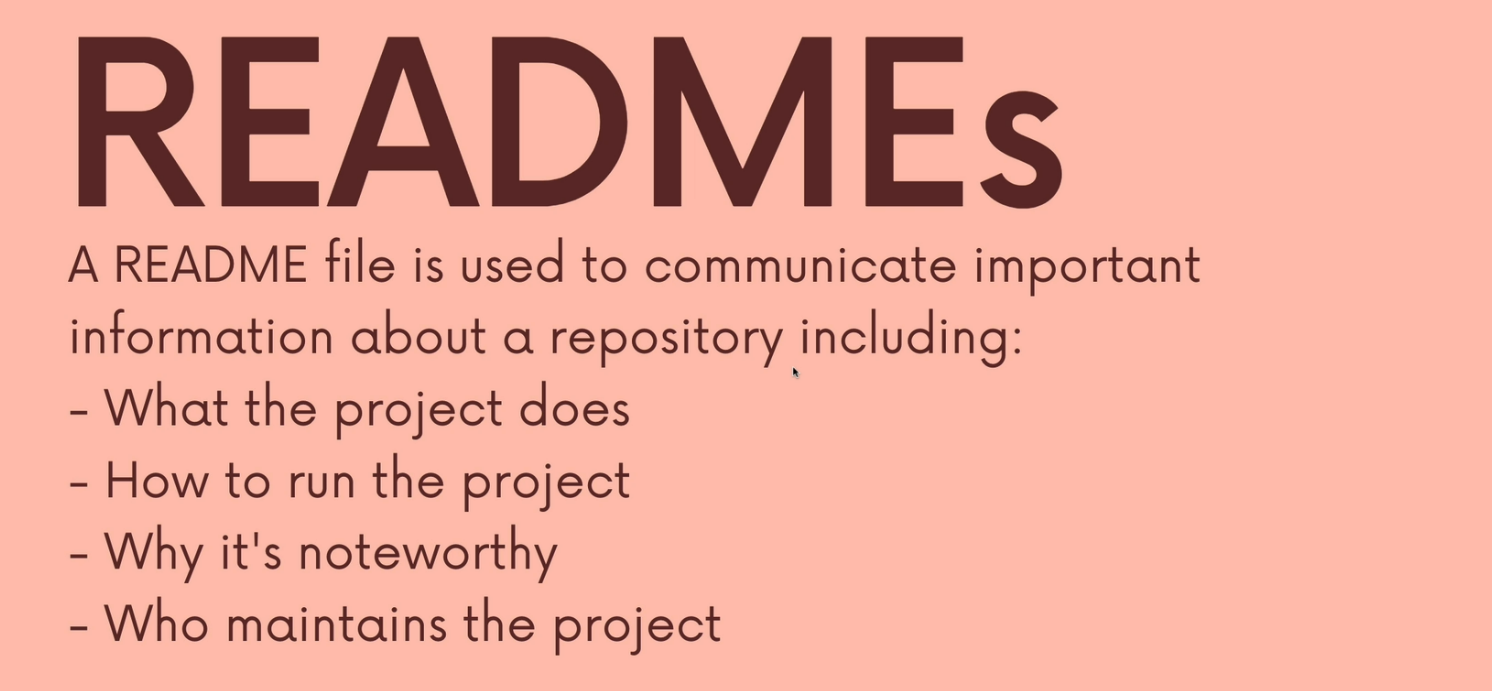 READMEs
A README file is used to communicate important
information about a repository including:
- What the project does
- How to run the project
- Why it's noteworthy
- Who maintains the project